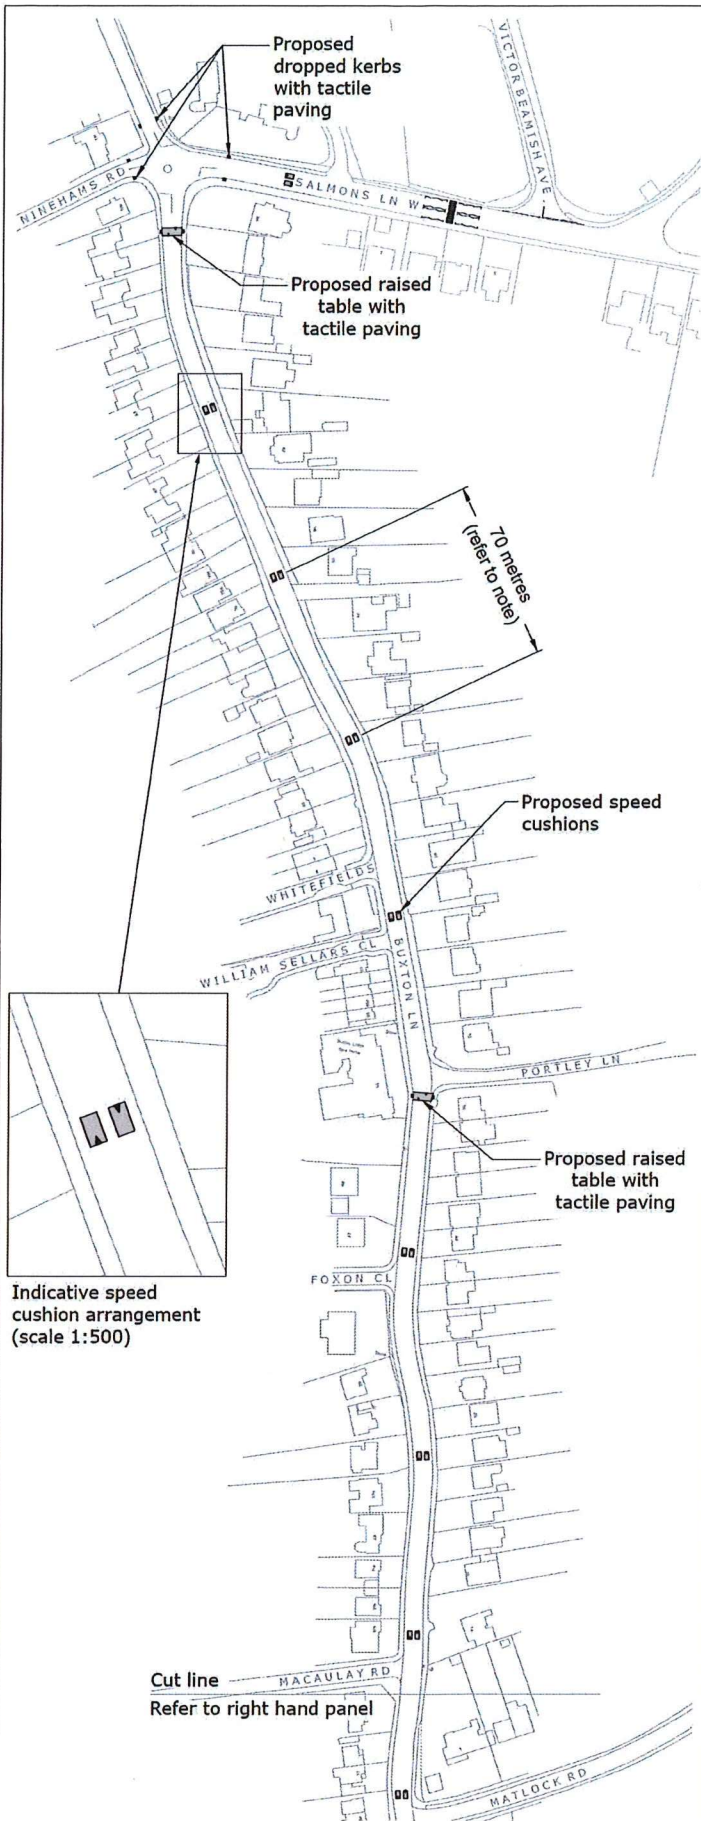 Proposed
dropped kerbs
with tactile
paving
VICTOR BEAMISH AVE
NINEHAMS RD
SALMONS LN W
Proposed raised
table with
tactile paving
70 metres
(refer to note)
Proposed speed
cushions
WHITEFIELDS
WILLIAM SELLARS CL
BUXTON LN
PORTLEY LN
Proposed raised
table with
tactile paving
Indicative speed
cushion arrangement
(scale 1:500)
FOXON CL
Cut line
MACAULAY RD
Refer to right hand panel
MATLOCK RD